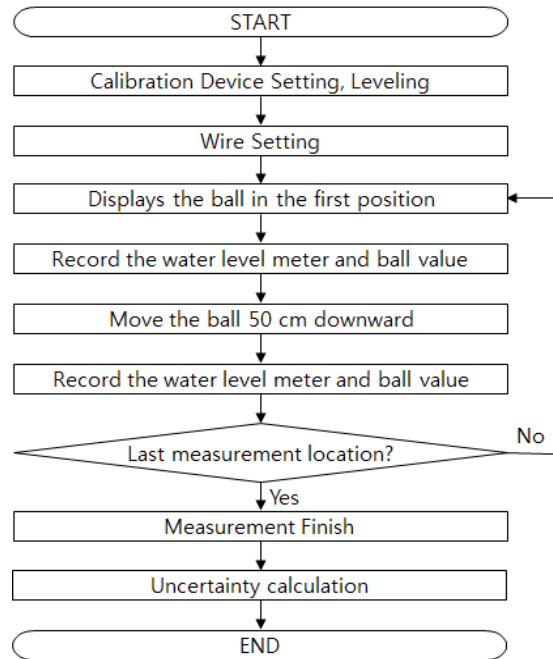 START
Calibration Device Setting, Leveling
Wire Setting
Displays the ball in the first position
Record the water level meter and ball value
Move the ball 50 cm downward
Record the water level meter and ball value
Last measurement location?
No
Yes
Measurement Finish
Uncertainty calculation
END